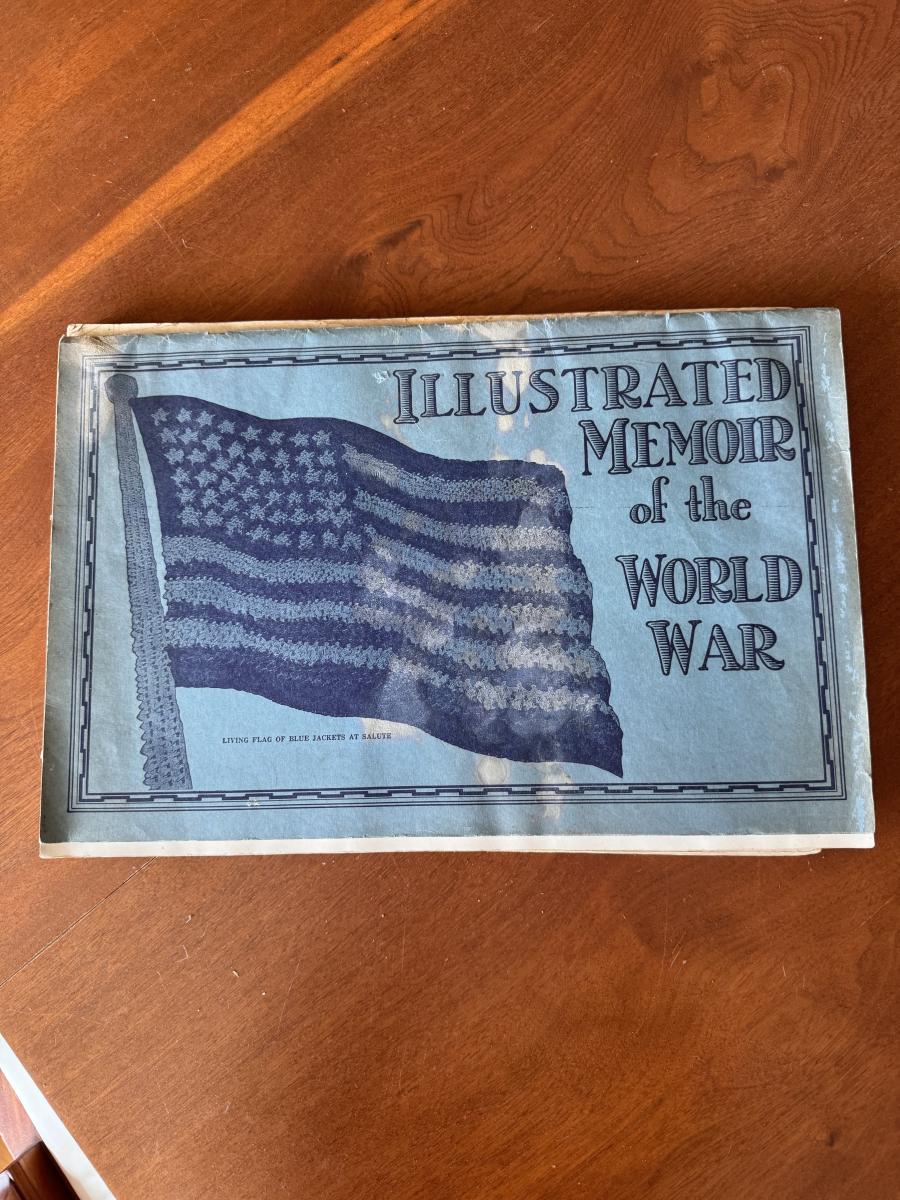 ILLUSTRATED
MEMOIR
of the
WORLD
WAR
LIVING FLAG OF BLUE JACKETS AT SALUTE